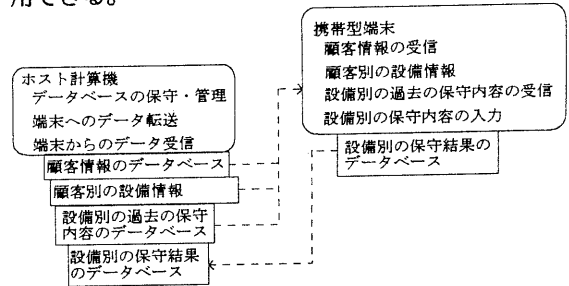 用できる。
ホスト計算機
データベースの保守・管理
端末へのデータ転送
端末からのデータ受信
顧客情報のデータベース
顧客別の設備情報
設備別の過去の保守
内容のデータベース
設備別の保守結果
のデータベース
携帯型端末
顧客情報の受信
顧客別の設備情報
設備別の過去の保守内容の受信
設備別の保守内容の入力
設備別の保守結果の
データベース